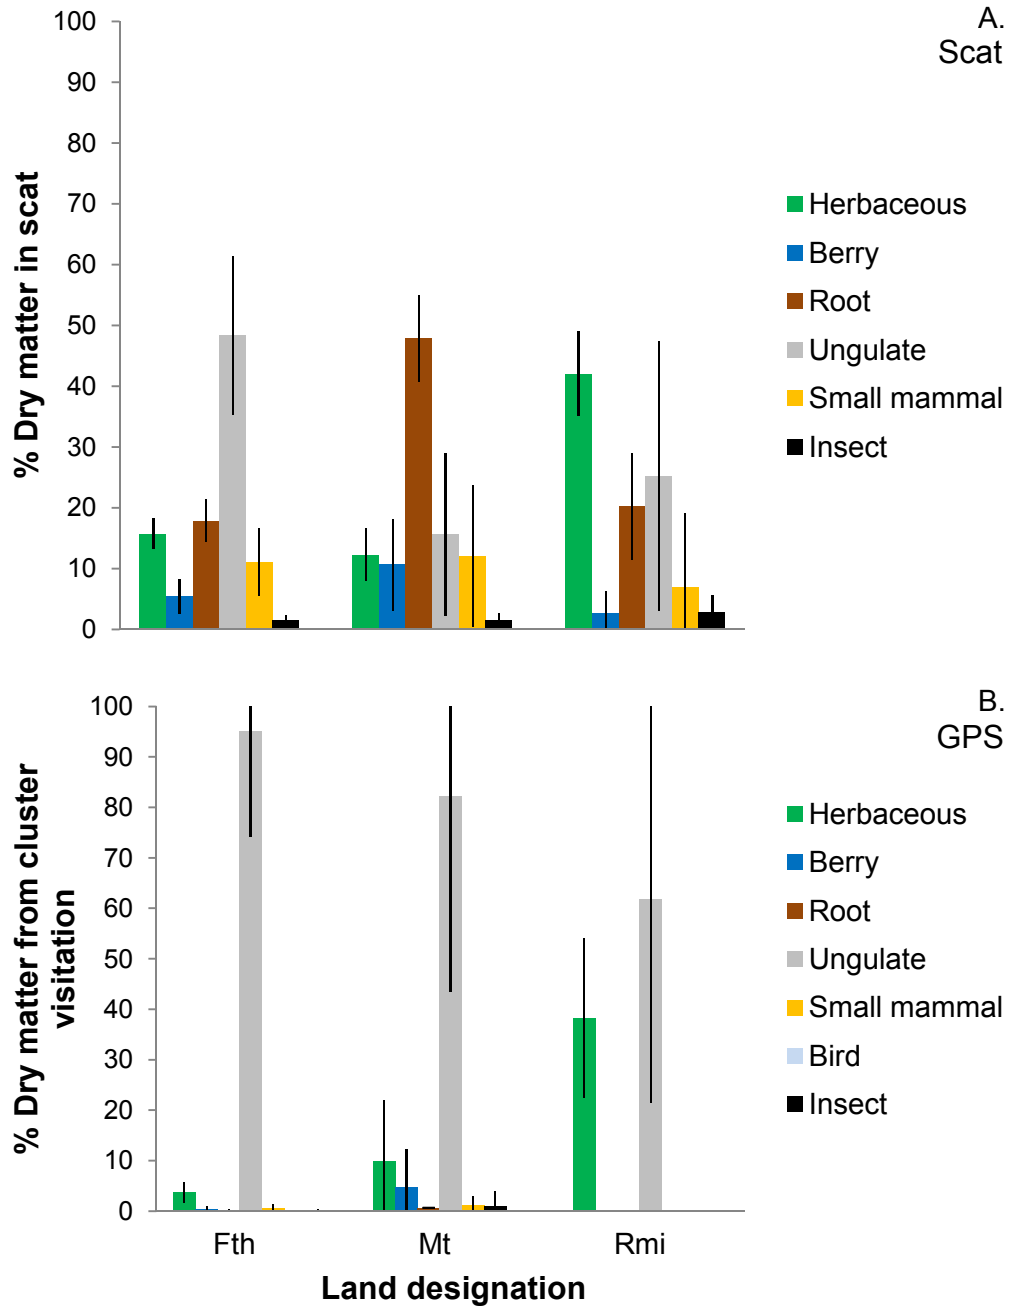 A.
Scat
% Dry matter in scat
100
90
80
70
60
50
40
30
20
10
0
Herbaceous
Berry
Root
Ungulate
Small mammal
Insect
B.
GPS
% Dry matter from cluster
visitation
100
90
80
70
60
50
40
30
20
10
0
Herbaceous
Berry
Root
Ungulate
Small mammal
Bird
Insect
Fth Mt Rmi
Land designation